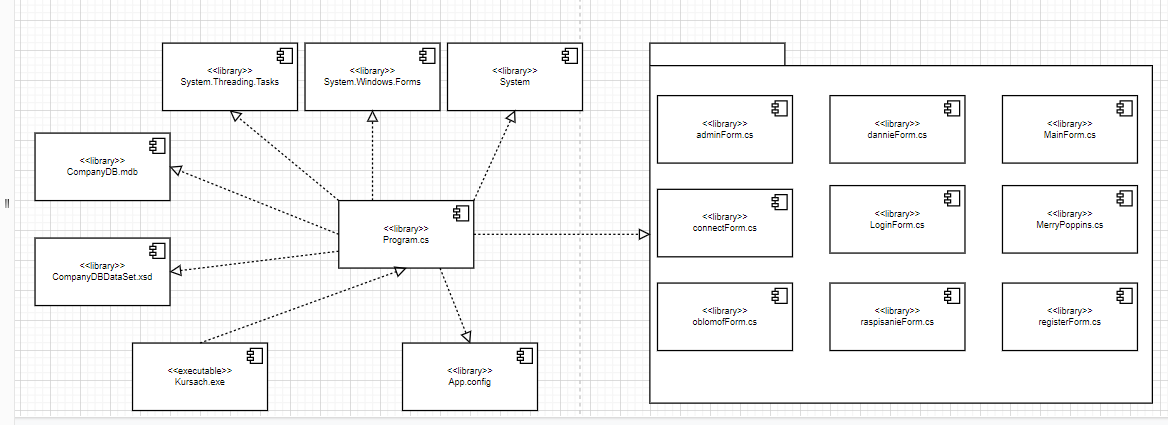 <<library>>
System.Threading.Tasks
<<library>>
System.Windows.Forms
<<library>>
System
<<library>>
CompanyDB.mdb
<<library>>
CompanyDBDataSet.xsd
<<library>>
Program.cs
<<executable>>
Kursach.exe
<<library>>
App.config
<<library>>
adminForm.cs
<<library>>
dannieForm.cs
<<library>>
MainForm.cs
<<library>>
connectForm.cs
<<library>>
LoginForm.cs
<<library>>
MerryPoppins.cs
<<library>>
oblomofForm.cs
<<library>>
raspisanieForm.cs
<<library>>
registerForm.cs